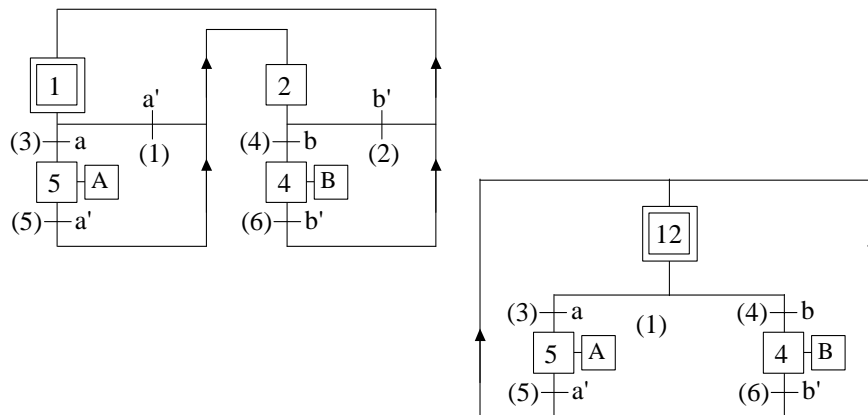 1 a' 2 b'
(3) a (1) (4) b (2)
5 A 4 B
(5) a' (6) b'
12
(3) a (1) (4) b
5 A 4 B
(5) a' (6) b'